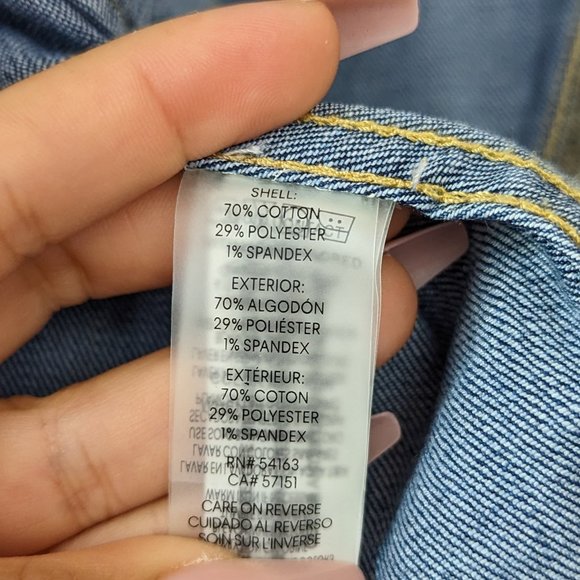 SHELL:
70% COTTON
29% POLYESTER
1% SPANDEX
EXTERIOR:
70% ALGODÓN
29% POLIÉSTER
1% SPANDEX
EXTÉRIEUR:
70% COTON
29% POLYESTER
1% SPANDEX
RN# 54163
CA# 57151
CARE ON REVERSE
CUIDADO AL REVERSO
SOIN SUR L'INVERSE